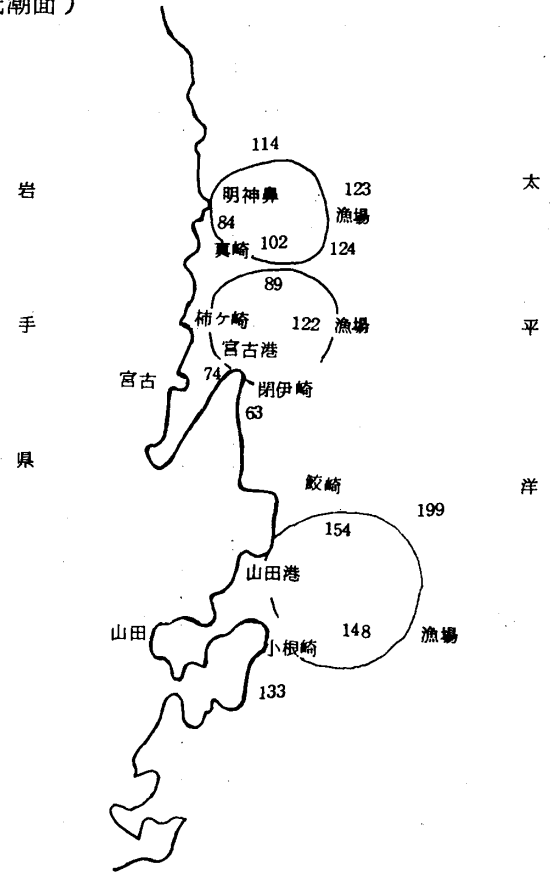 潮面）
114
岩
太
明神鼻
123
漁場
84
真崎
102
124
89
手
柿ケ崎
122
漁場
平
宮古港
宮古
74
閉伊崎
63
県
鮫崎
洋
199
154
山田港
山田
148
漁場
小根崎
133